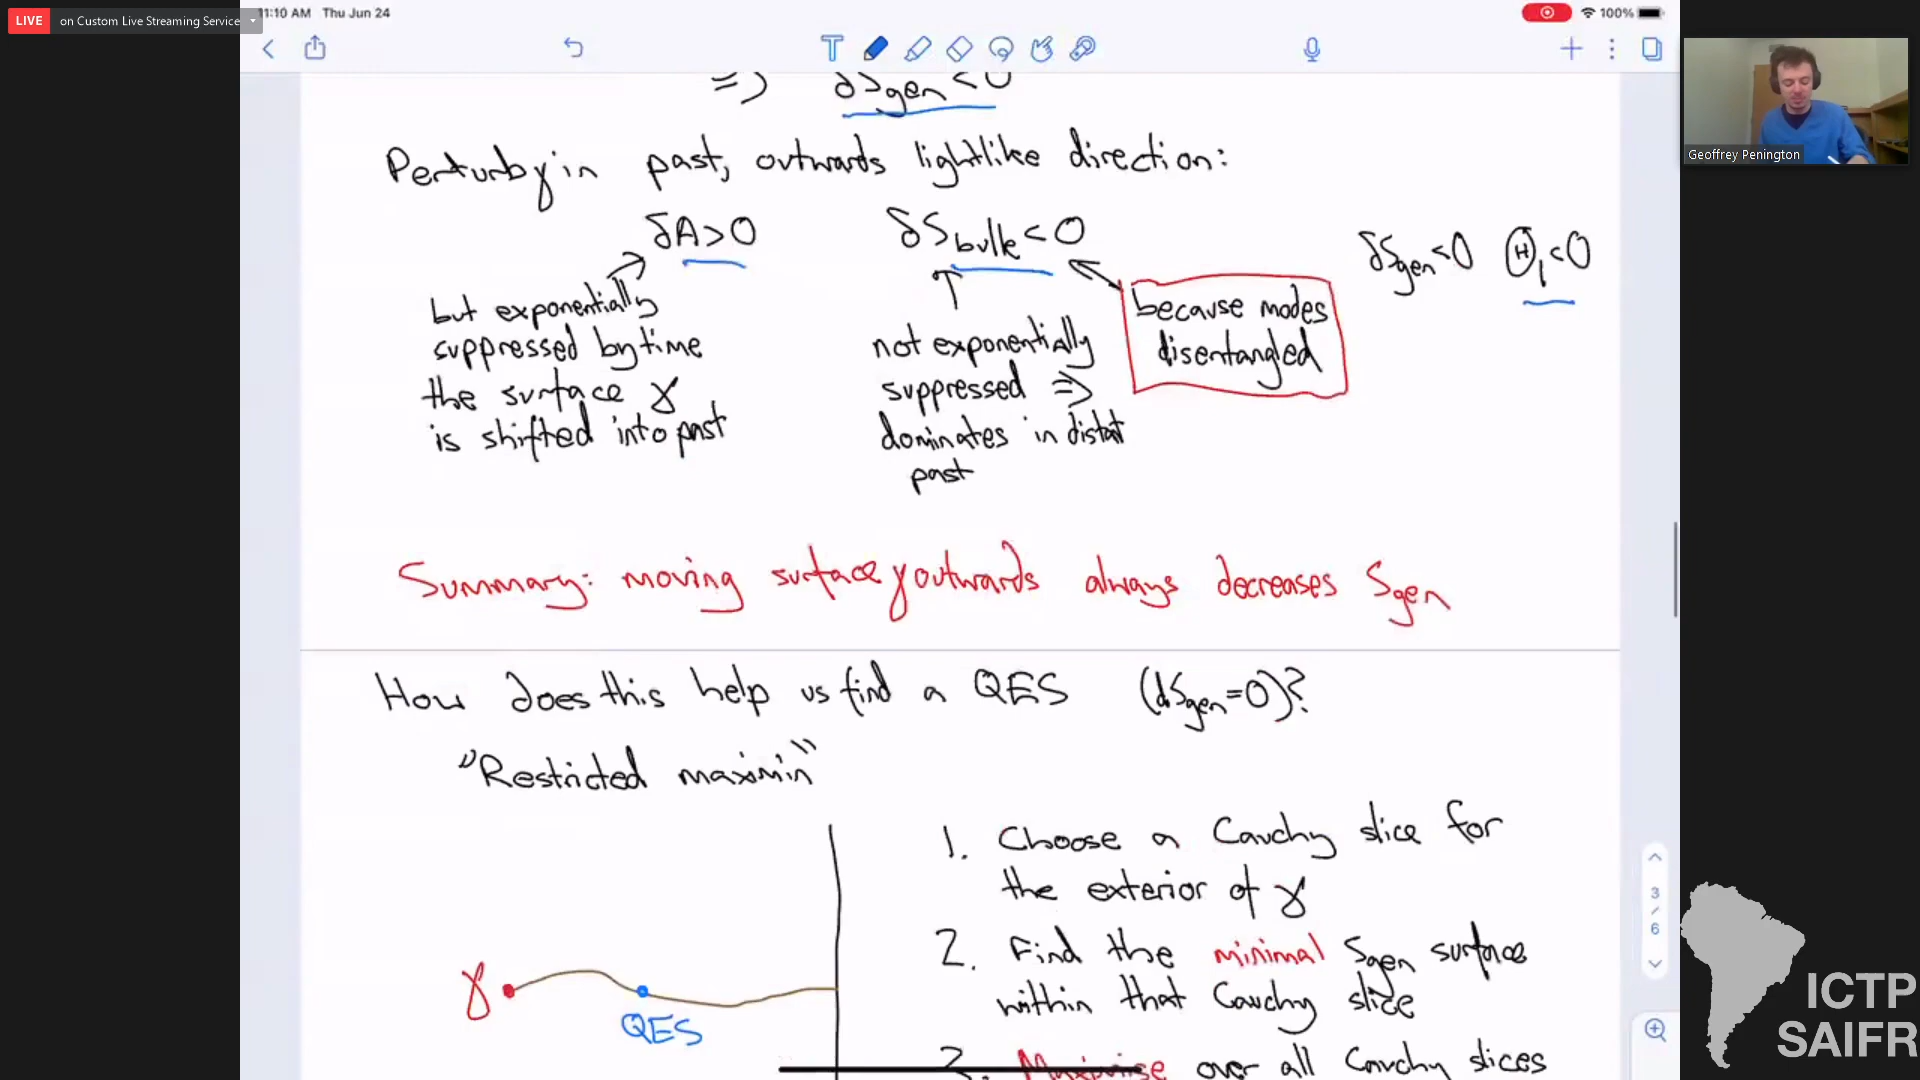 LIVE on Custom Live Streaming Service
11:10 AM Thu Jun 24
100%
=> δSgen < 0
Perturb γ in past, outwards lightlike direction:
δA > 0 δSbulk < 0 δSgen < 0 Θ₁ < 0
but exponentially suppressed by time the surface γ is shifted into past
not exponentially suppressed => dominates in distat past
because modes disentangled
Summary: moving surface γ outwards always decreases Sgen
How does this help us find a QES (dSgen = 0)?
"Restricted maximin"
1. Choose a Cauchy slice for the exterior of γ
2. Find the minimal Sgen surface within that Cauchy slice
3. Maximise over all Cauchy slices
γ
QES
3 / 6
Geoffrey Penington
ICTP
SAIFR